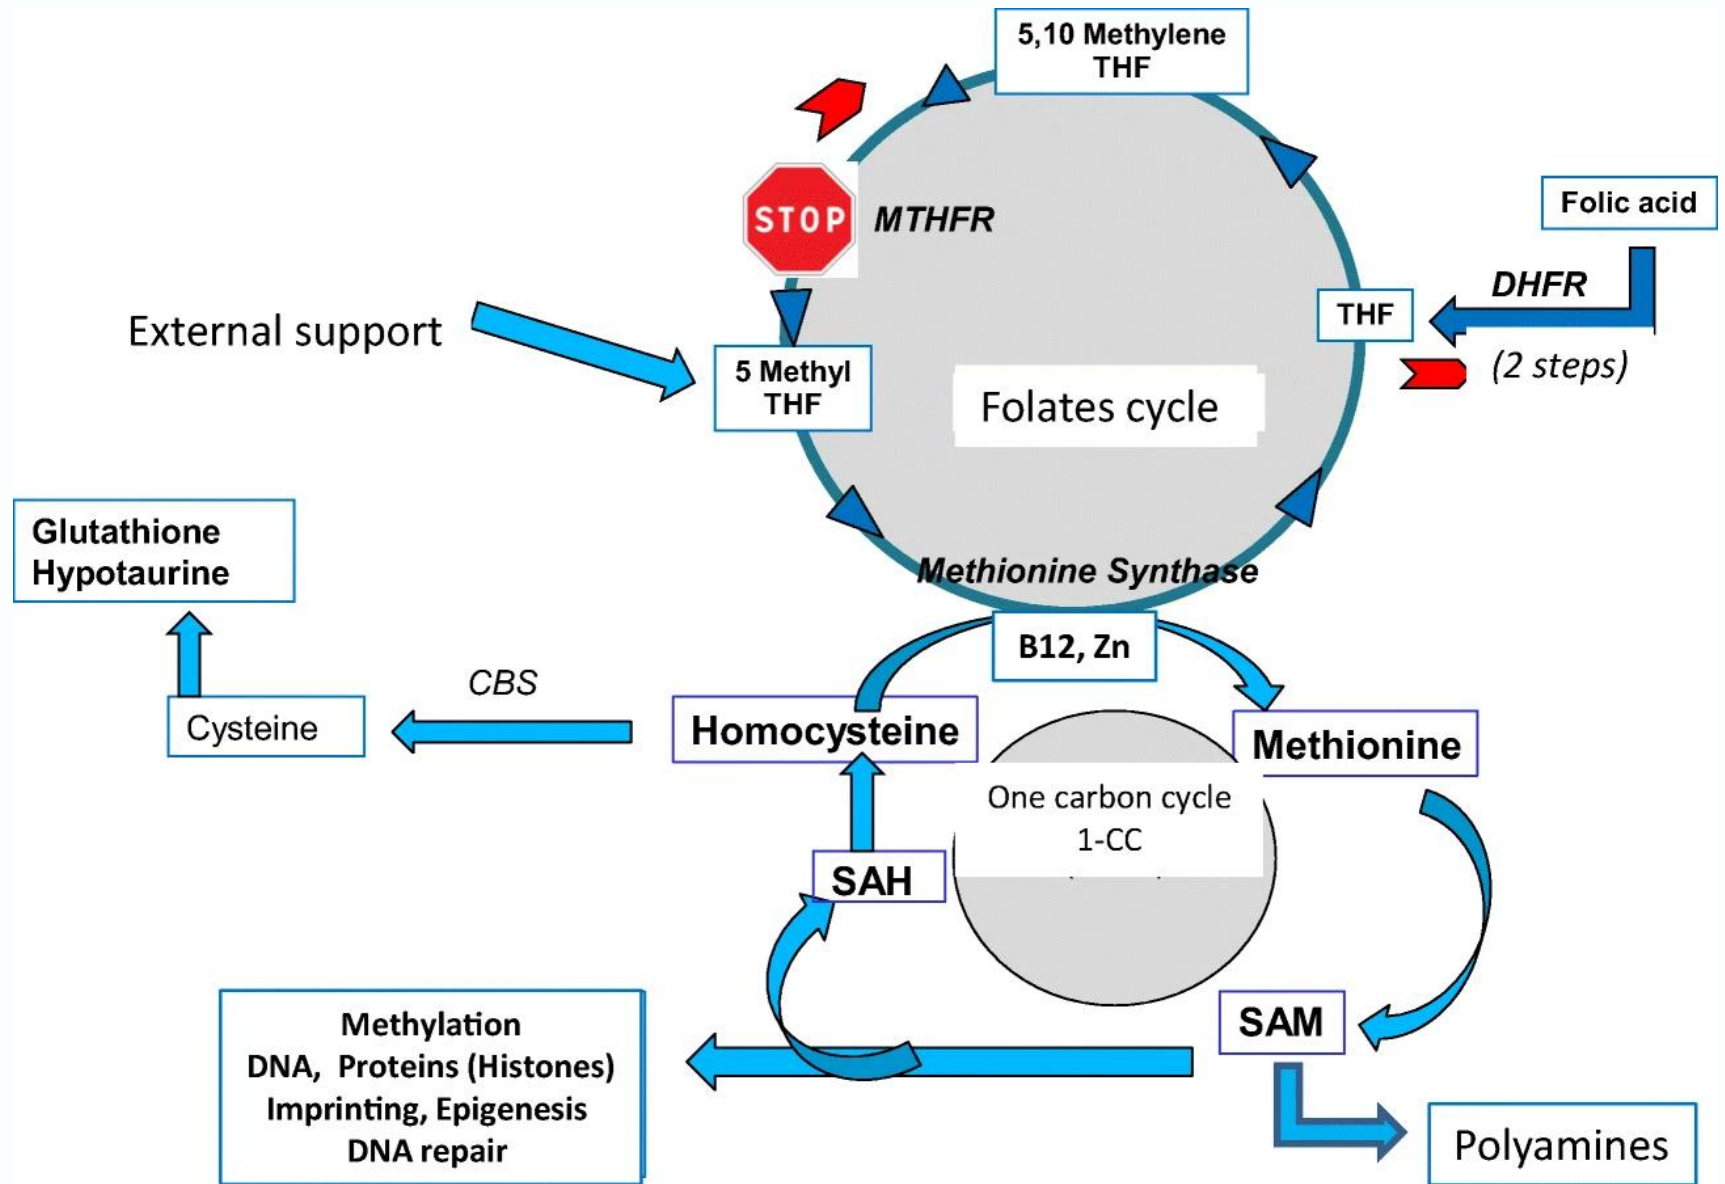 5,10 Methylene
THF
STOP
MTHFR
Folic acid
DHFR
(2 steps)
THF
External support
5 Methyl
THF
Folates cycle
Methionine Synthase
B12, Zn
Glutathione
Hypotaurine
CBS
Cysteine
Homocysteine
Methionine
One carbon cycle
1-CC
SAH
SAM
Methylation
DNA, Proteins (Histones)
Imprinting, Epigenesis
DNA repair
Polyamines